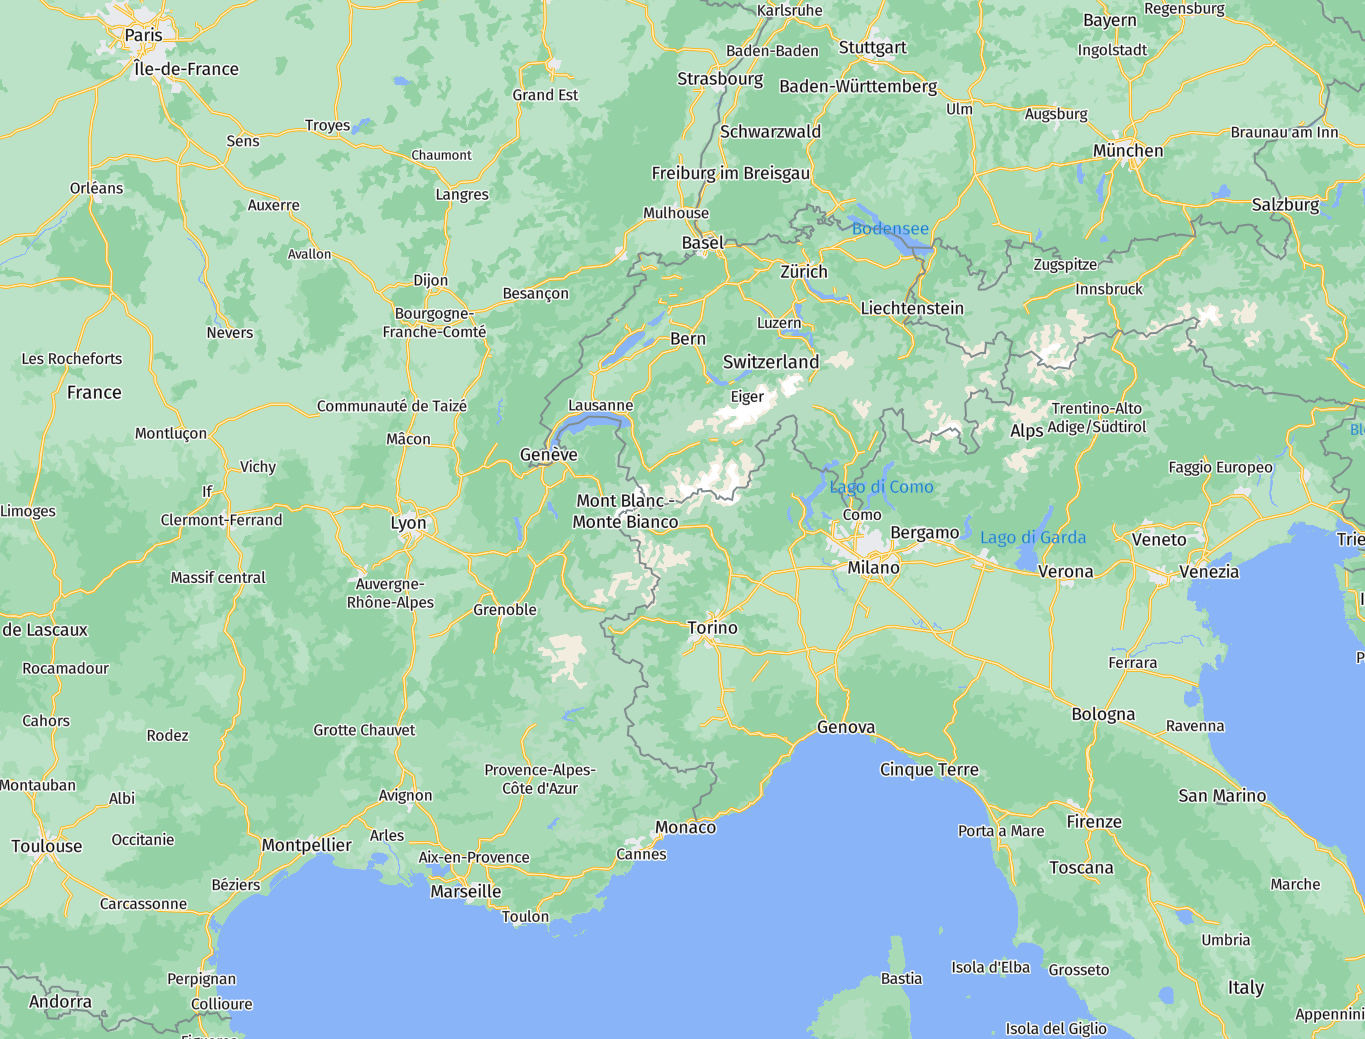 Karlsruhe
Regensburg
Bayern
Paris
Stuttgart
Baden-Baden
Ingolstadt
Île-de-France
Strasbourg
Baden-Württemberg
Grand Est
Ulm
Augsburg
Troyes
Schwarzwald
Braunau am Inn
Sens
München
Chaumont
Freiburg im Breisgau
Orléans
Langres
Auxerre
Mulhouse
Salzburg
Bodensee
Basel
Avallon
Zugspitze
Zürich
Dijon
Besançon
Innsbruck
Liechtenstein
Bourgogne-
Franche-Comté
Nevers
Luzern
Bern
Les Rocheforts
Switzerland
France
Eiger
Communauté de Taizé
Lausanne
Trentino-Alto
Adige/Südtirol
Alps
Bl
Montluçon
Mâcon
Genève
Vichy
Faggio Europeo
If
Lago di Como
Limoges
Mont Blanc -
Monte Bianco
Clermont-Ferrand
Lyon
Como
Bergamo
Lago di Garda
Veneto
Trie
Massif central
Milano
Verona
Venezia
Auvergne-
Rhône-Alpes
Grenoble
de Lascaux
Torino
Rocamadour
Ferrara
Cahors
Grotte Chauvet
Genova
Bologna
Ravenna
Rodez
Montauban
Provence-Alpes-
Côte d'Azur
Cinque Terre
Albi
Avignon
San Marino
Monaco
Firenze
Porta a Mare
Arles
Occitanie
Toulouse
Montpellier
Cannes
Aix-en-Provence
Toscana
Béziers
Marseille
Marche
Carcassonne
Toulon
Umbria
Perpignan
Bastia
Isola d'Elba
Grosseto
Italy
Andorra
Collioure
Appennini
Isola del Giglio